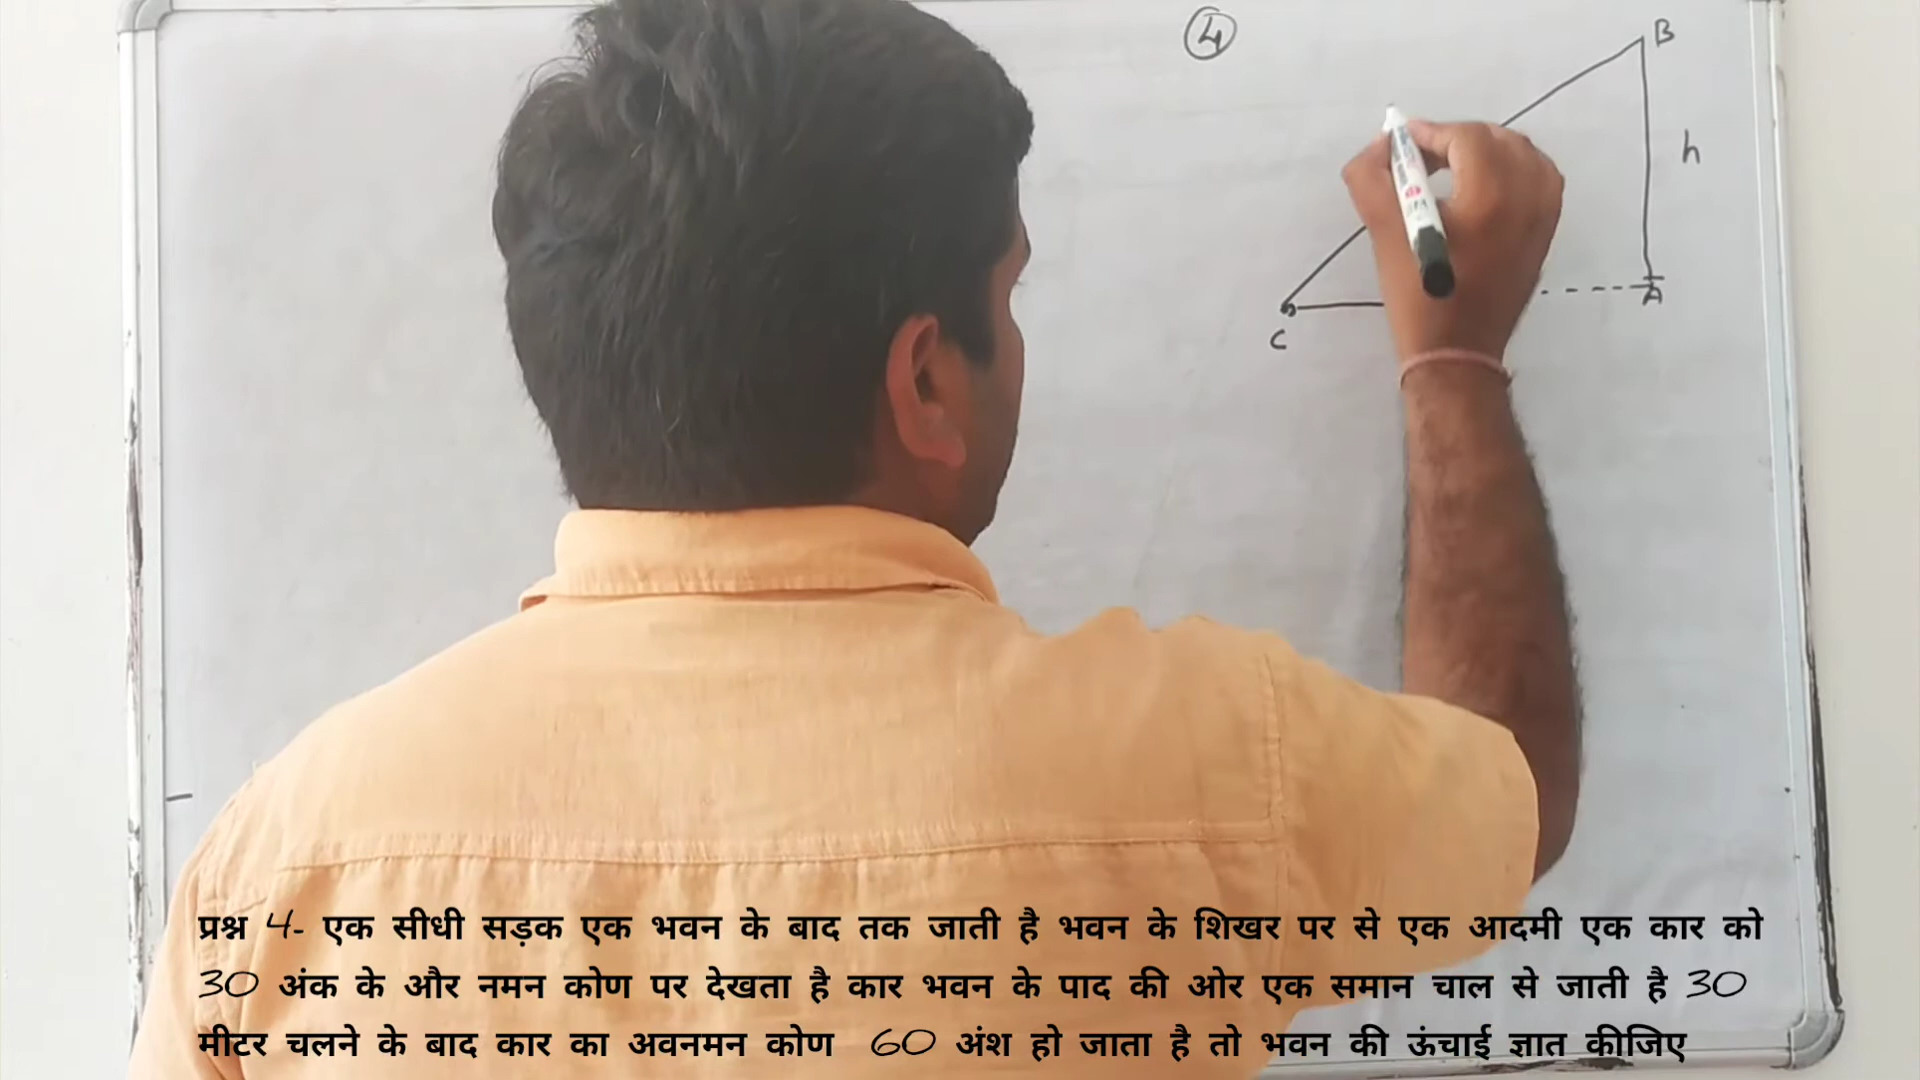 4
B
h
A
C
प्रश्न 4- एक सीधी सड़क एक भवन के बाद तक जाती है भवन के शिखर पर से एक आदमी एक कार को
30 अंक के और नमन कोण पर देखता है कार भवन के पाद की ओर एक समान चाल से जाती है 30
मीटर चलने के बाद कार का अवनमन कोण 60 अंश हो जाता है तो भवन की ऊंचाई ज्ञात कीजिए